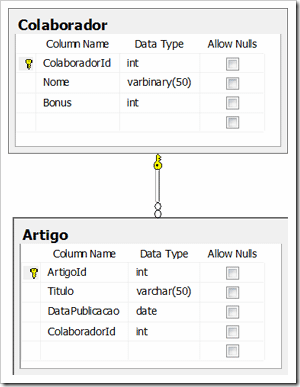 Colaborador
Column Name Data Type Allow Nulls
ColaboradorId int
Nome varbinary(50)
Bonus int
Artigo
Column Name Data Type Allow Nulls
ArtigoId int
Titulo varchar(50)
DataPublicacao date
ColaboradorId int